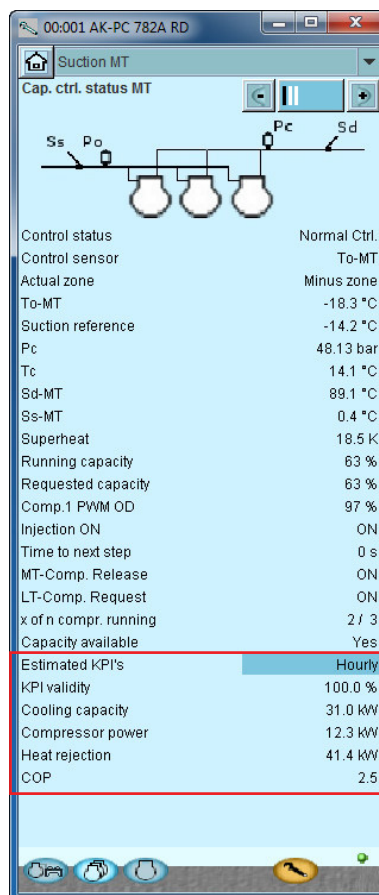 00:001 AK-PC 782A RD
Suction MT
Cap. ctrl. status MT
Pc Sd
Ss Po
Control status Normal Ctrl.
Control sensor To-MT
Actual zone Minus zone
To-MT -18.3 °C
Suction reference -14.2 °C
Pc 48.13 bar
Tc 14.1 °C
Sd-MT 89.1 °C
Ss-MT 0.4 °C
Superheat 18.5 K
Running capacity 63 %
Requested capacity 63 %
Comp.1 PWM OD 97 %
Injection ON ON
Time to next step 0 s
MT-Comp. Release ON
LT-Comp. Request ON
x of n compr. running 2 / 3
Capacity available Yes
Estimated KPI's Hourly
KPI validity 100.0 %
Cooling capacity 31.0 kW
Compressor power 12.3 kW
Heat rejection 41.4 kW
COP 2.5